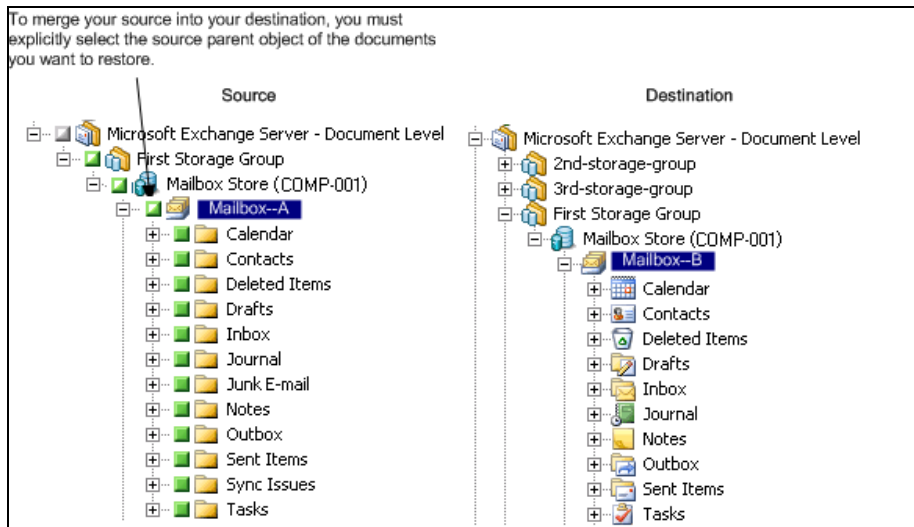 To merge your source into your destination, you must
explicitly select the source parent object of the documents
you want to restore.
Source
Microsoft Exchange Server - Document Level
First Storage Group
Mailbox Store (COMP-001)
Mailbox--A
Calendar
Contacts
Deleted Items
Drafts
Inbox
Journal
Junk E-mail
Notes
Outbox
Sent Items
Sync Issues
Tasks
Destination
Microsoft Exchange Server - Document Level
2nd-storage-group
3rd-storage-group
First Storage Group
Mailbox Store (COMP-001)
Mailbox--B
Calendar
Contacts
Deleted Items
Drafts
Inbox
Journal
Notes
Outbox
Sent Items
Tasks